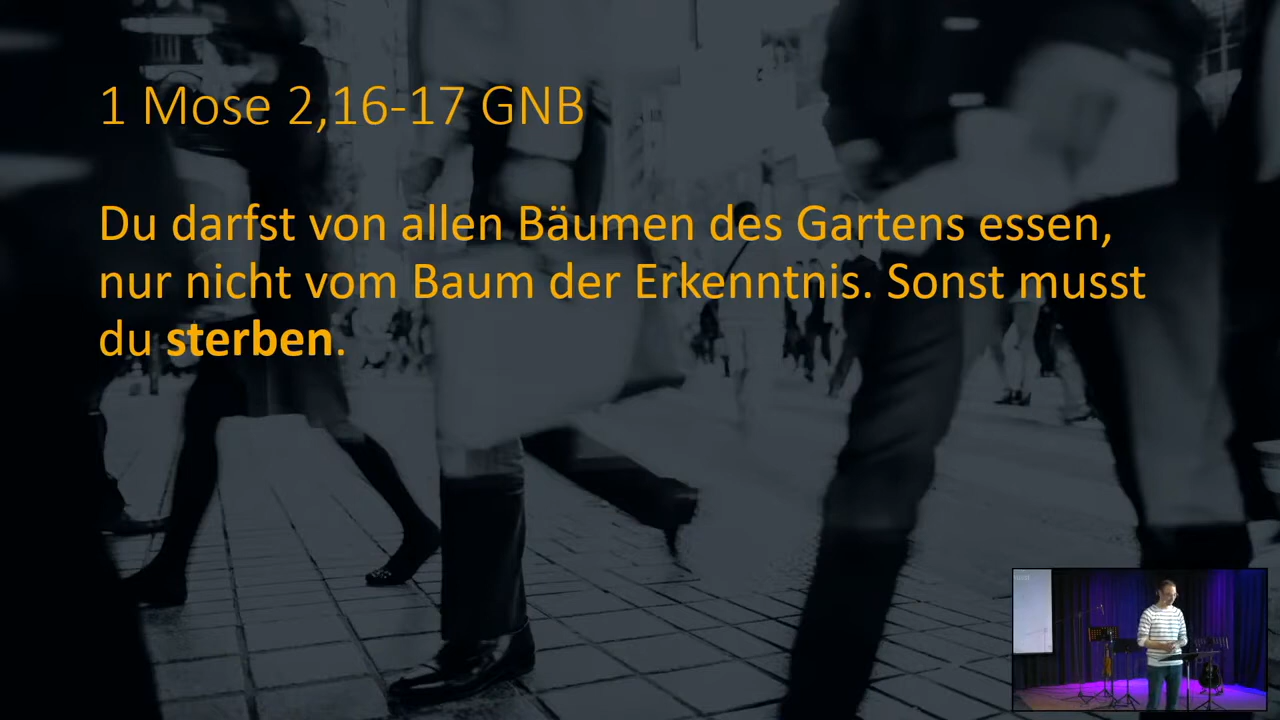 1 Mose 2,16-17 GNB
Du darfst von allen Bäumen des Gartens essen,
nur nicht vom Baum der Erkenntnis. Sonst musst
du sterben.